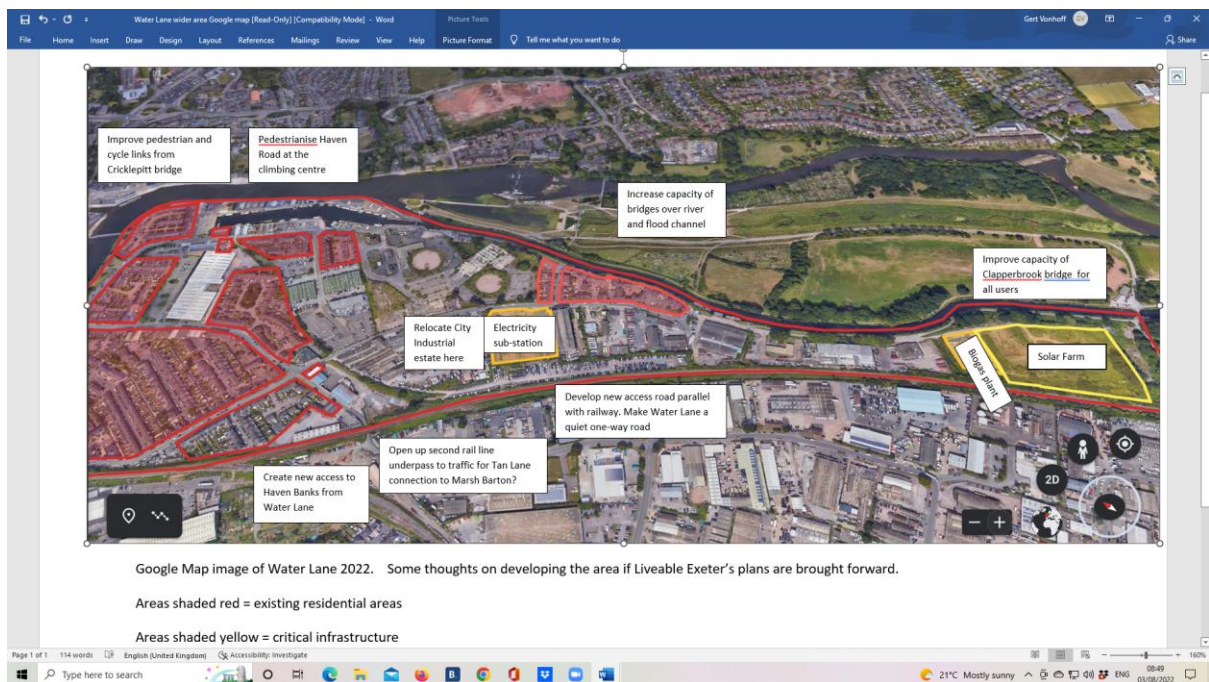 Water Lane wider area Google map [Read-Only] [Compatibility Mode] - Word
Picture Tools
Gert Vonhoff
GV
File Home Insert Draw Design Layout References Mailings Review View Help Picture Format Tell me what you want to do
Share
Improve pedestrian and
cycle links from
Cricklepitt bridge
Pedestrianise Haven
Road at the
climbing centre
Increase capacity of
bridges over river
and flood channel
Improve capacity of
Clapperbrook bridge for
all users
Relocate City
Industrial
estate here
Electricity
sub-station
Biogas plant
Solar Farm
Develop new access road parallel
with railway. Make Water Lane a
quiet one-way road
Open up second rail line
underpass to traffic for Tan Lane
connection to Marsh Barton?
Create new access to
Haven Banks from
Water Lane
2D
Google Map image of Water Lane 2022. Some thoughts on developing the area if Liveable Exeter's plans are brought forward.
Areas shaded red = existing residential areas
Areas shaded yellow = critical infrastructure
Page 1 of 1 114 words English (United Kingdom) Accessibility: Investigate
160%
Type here to search
21°C Mostly sunny
ENG
08:49
03/08/2022